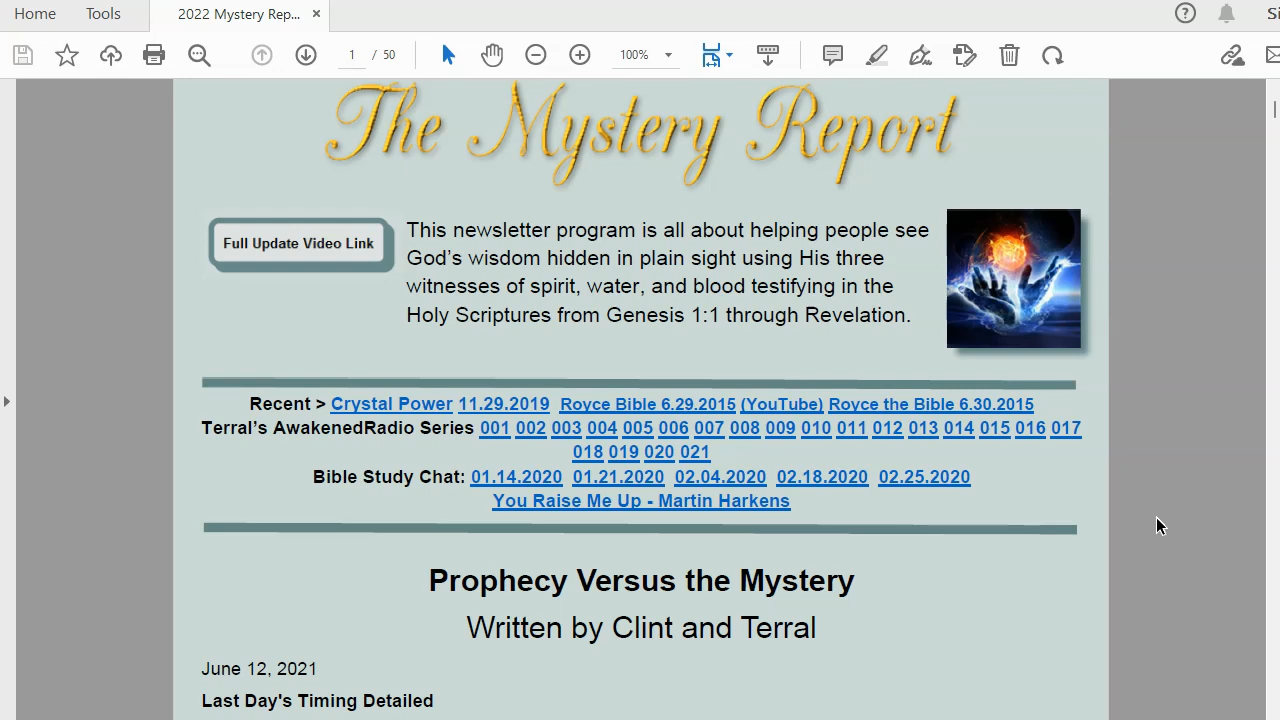 Home Tools 2022 Mystery Rep... × Si
1 / 50 100%
The Mystery Report
Full Update Video Link
This newsletter program is all about helping people see
God’s wisdom hidden in plain sight using His three
witnesses of spirit, water, and blood testifying in the
Holy Scriptures from Genesis 1:1 through Revelation.
Recent > Crystal Power 11.29.2019 Royce Bible 6.29.2015 (YouTube) Royce the Bible 6.30.2015
Terral’s AwakenedRadio Series 001 002 003 004 005 006 007 008 009 010 011 012 013 014 015 016 017
018 019 020 021
Bible Study Chat: 01.14.2020 01.21.2020 02.04.2020 02.18.2020 02.25.2020
You Raise Me Up - Martin Harkens
Prophecy Versus the Mystery
Written by Clint and Terral
June 12, 2021
Last Day's Timing Detailed